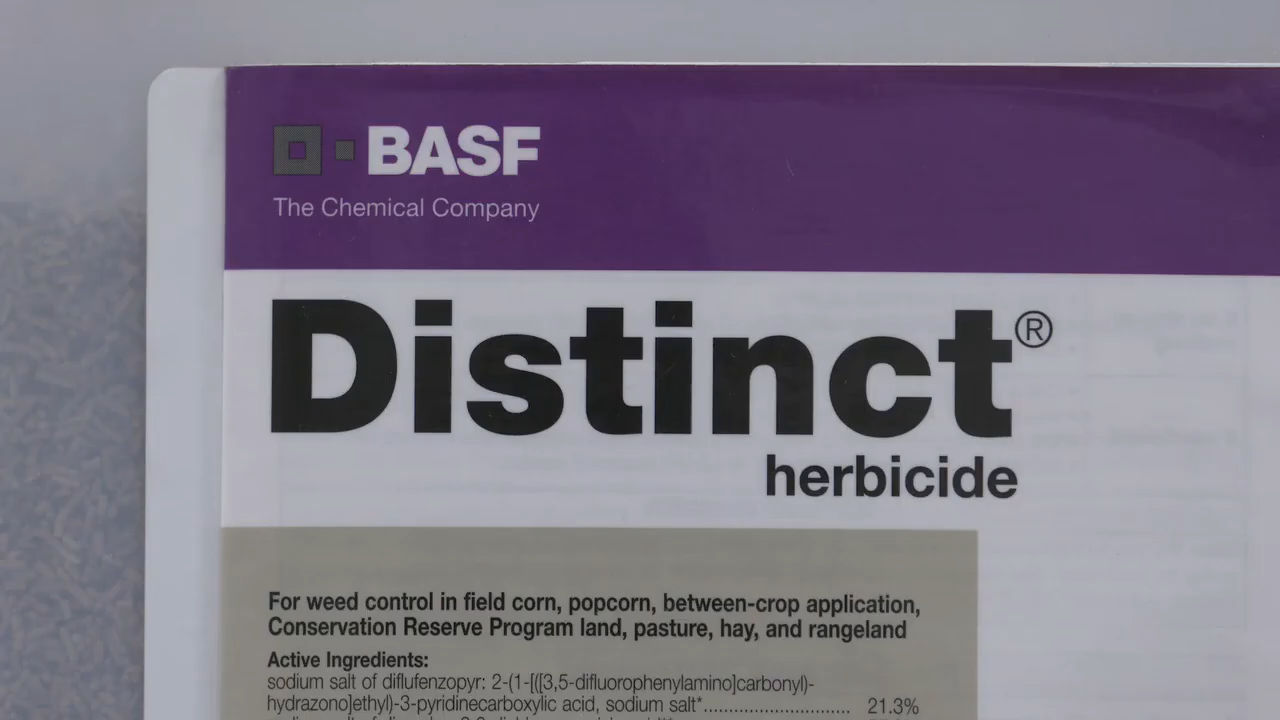 BASF
The Chemical Company
Distinct®
herbicide
For weed control in field corn, popcorn, between-crop application,
Conservation Reserve Program land, pasture, hay, and rangeland
Active Ingredients:
sodium salt of diflufenzopyr: 2-(1-[([3,5-difluorophenylamino]carbonyl)-
hydrazono]ethyl)-3-pyridinecarboxylic acid, sodium salt*............................ 21.3%